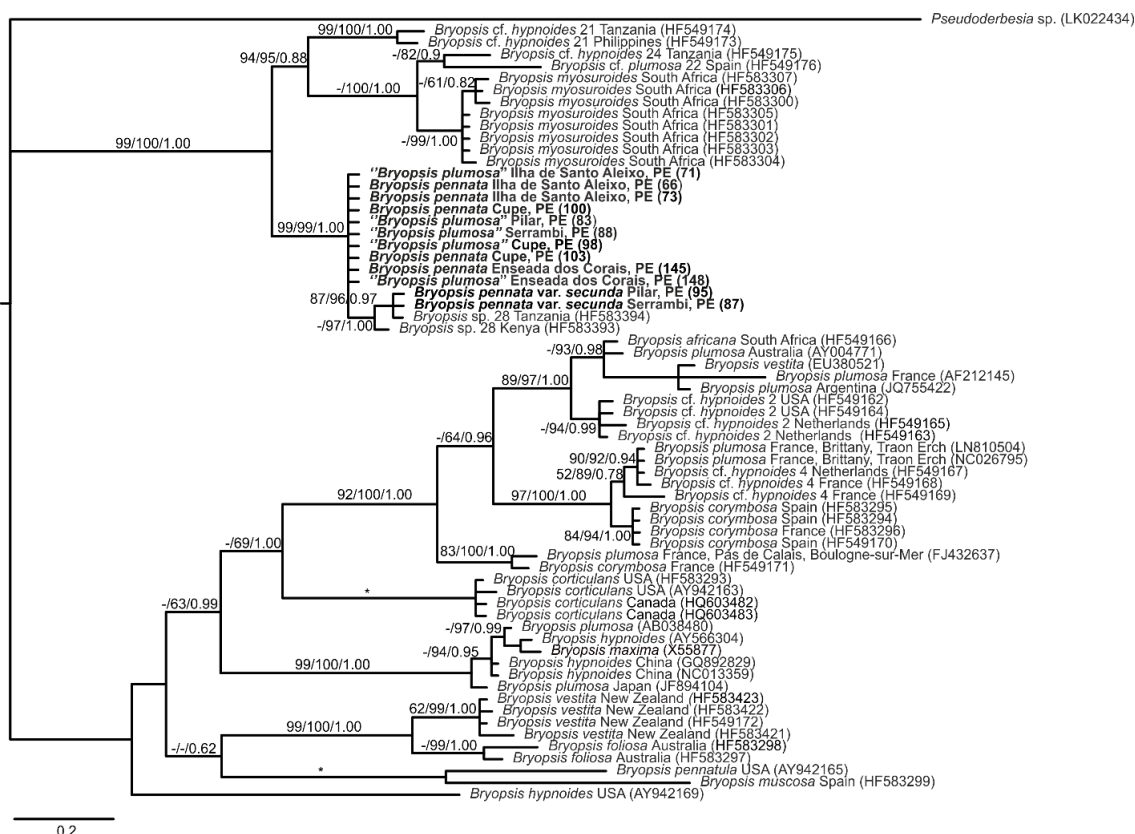 Pseudoderbesia sp. (LK022434)
99/100/1.00
Bryopsis cf. hypnoides 21 Tanzania (HF549174)
Bryopsis cf. hypnoides 21 Philippines (HF549173)
94/95/0.88
-/82/0.9
Bryopsis cf. hypnoides 24 Tanzania (HF549175)
Bryopsis cf. plumosa 22 Spain (HF549176)
-/100/1.00
-/61/0.82
Bryopsis myosuroides South Africa (HF583307)
Bryopsis myosuroides South Africa (HF583306)
Bryopsis myosuroides South Africa (HF583300)
Bryopsis myosuroides South Africa (HF583305)
Bryopsis myosuroides South Africa (HF583301)
Bryopsis myosuroides South Africa (HF583302)
-/99/1.00
Bryopsis myosuroides South Africa (HF583303)
Bryopsis myosuroides South Africa (HF583304)
99/100/1.00
''Bryopsis plumosa" Ilha de Santo Aleixo, PE (71)
Bryopsis pennata Ilha de Santo Aleixo, PE (66)
Bryopsis pennata Ilha de Santo Aleixo, PE (73)
Bryopsis pennata Cupe, PE (100)
''Bryopsis plumosa" Pilar, PE (83)
99/99/1.00
''Bryopsis plumosa" Serrambi, PE (88)
''Bryopsis plumosa" Cupe, PE (98)
Bryopsis pennata Cupe, PE (103)
Bryopsis pennata Enseada dos Corais, PE (145)
''Bryopsis plumosa" Enseada dos Corais, PE (148)
87/96/0.97
Bryopsis pennata var. secunda Pilar, PE (95)
Bryopsis pennata var. secunda Serrambi, PE (87)
Bryopsis sp. 28 Tanzania (HF583394)
-/97/1.00
Bryopsis sp. 28 Kenya (HF583393)
Bryopsis africana South Africa (HF549166)
-/93/0.98
Bryopsis plumosa Australia (AY004771)
Bryopsis vestita (EU380521)
Bryopsis plumosa France (AF212145)
89/97/1.00
Bryopsis plumosa Argentina (JQ755422)
Bryopsis cf. hypnoides 2 USA (HF549162)
Bryopsis cf. hypnoides 2 USA (HF549164)
-/94/0.99
Bryopsis cf. hypnoides 2 Netherlands (HF549165)
Bryopsis cf. hypnoides 2 Netherlands (HF549163)
-/64/0.96
Bryopsis plumosa France, Brittany, Traon Erch (LN810504)
90/92/0.94
Bryopsis plumosa France, Brittany, Traon Erch (NC026795)
52/89/0.78
Bryopsis cf. hypnoides 4 Netherlands (HF549167)
Bryopsis cf. hypnoides 4 France (HF549168)
Bryopsis cf. hypnoides 4 France (HF549169)
92/100/1.00
97/100/1.00
Bryopsis corymbosa Spain (HF583295)
Bryopsis corymbosa Spain (HF583294)
Bryopsis corymbosa France (HF583296)
84/94/1.00
Bryopsis corymbosa Spain (HF549170)
-/69/1.00
83/100/1.00
Bryopsis plumosa France, Pas de Calais, Boulogne-sur-Mer (FJ432637)
Bryopsis corymbosa France (HF549171)
Bryopsis corticulans USA (HF583293)
*
Bryopsis corticulans USA (AY942163)
Bryopsis corticulans Canada (HQ603482)
Bryopsis corticulans Canada (HQ603483)
-/63/0.99
-/97/0.99
Bryopsis plumosa (AB038480)
Bryopsis hypnoides (AY566304)
-/94/0.95
Bryopsis maxima (X55877)
99/100/1.00
Bryopsis hypnoides China (GQ892829)
Bryopsis hypnoides China (NC013359)
Bryopsis plumosa Japan (JF894104)
Bryopsis vestita New Zealand (HF583423)
62/99/1.00
Bryopsis vestita New Zealand (HF583422)
Bryopsis vestita New Zealand (HF549172)
99/100/1.00
Bryopsis vestita New Zealand (HF583421)
-/-/0.62
-/99/1.00
Bryopsis foliosa Australia (HF583298)
Bryopsis foliosa Australia (HF583297)
*
Bryopsis pennatula USA (AY942165)
Bryopsis muscosa Spain (HF583299)
Bryopsis hypnoides USA (AY942169)
0.2